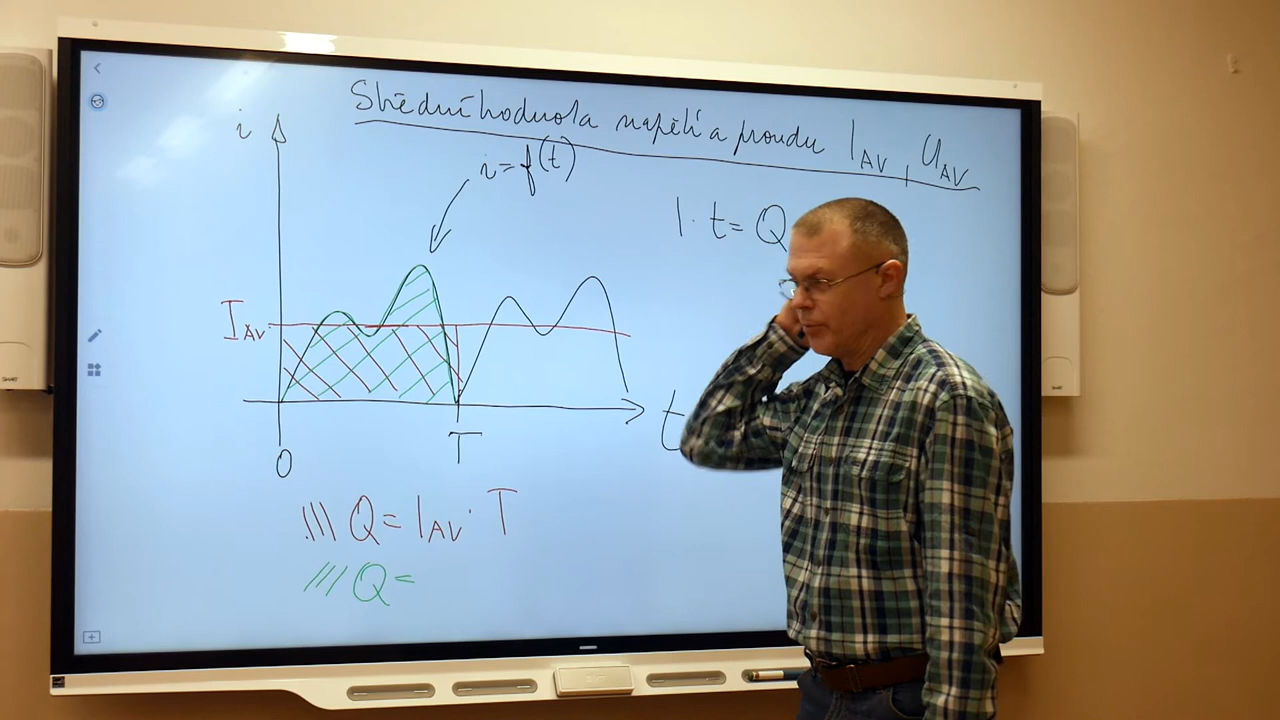 Střední hodnota napětí a proudu I_AV, U_AV
i
i = f(t)
I · t = Q
I_AV
t
T
0
/// Q = I_AV · T
/// Q =